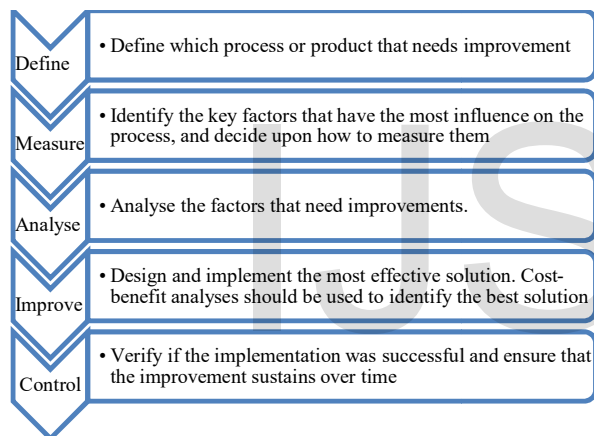 Define
• Define which process or product that needs improvement
Measure
• Identify the key factors that have the most influence on the
process, and decide upon how to measure them
Analyse
• Analyse the factors that need improvements.
Improve
• Design and implement the most effective solution. Cost-
benefit analyses should be used to identify the best solution
Control
• Verify if the implementation was successful and ensure that
the improvement sustains over time
IJS